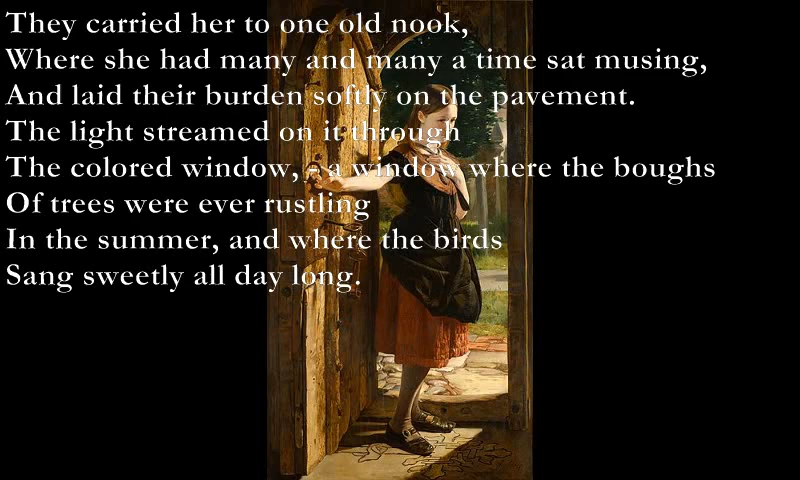 They carried her to one old nook,
Where she had many and many a time sat musing,
And laid their burden softly on the pavement.
The light streamed on it through
The colored window, - a window where the boughs
Of trees were ever rustling
In the summer, and where the birds
Sang sweetly all day long.